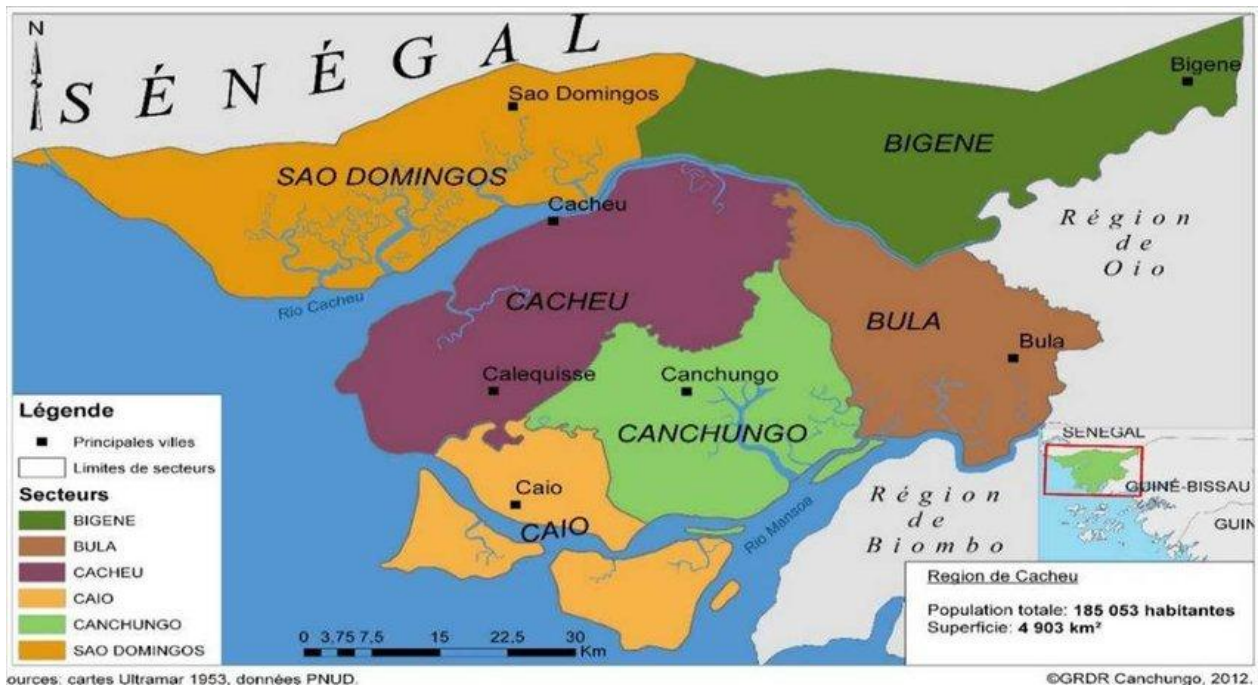 N
SÉNÉGAL
Sao Domingos
Bigene
BIGENE
SAO DOMINGOS
Cacheu
Région
de
Oio
Rio Cacheu
CACHEU
BULA
Bula
Calequisse
Canchungo
CANCHUNGO
Caio
CAIO
Rio Mansoa
Région
de
Biombo
Légende
Principales villes
Limites de secteurs
Secteurs
BIGENE
BULA
CACHEU
CAIO
CANCHUNGO
SAO DOMINGOS
0 3.75 7.5 15 22.5 30
Km
SENEGAL
GUINÉ-BISSAU
GUIN
Region de Cacheu
Population totale: 185 053 habitantes
Superficie: 4 903 km²
ources: cartes Ultramar 1953, données PNUD.
©GRDR Canchungo, 2012.